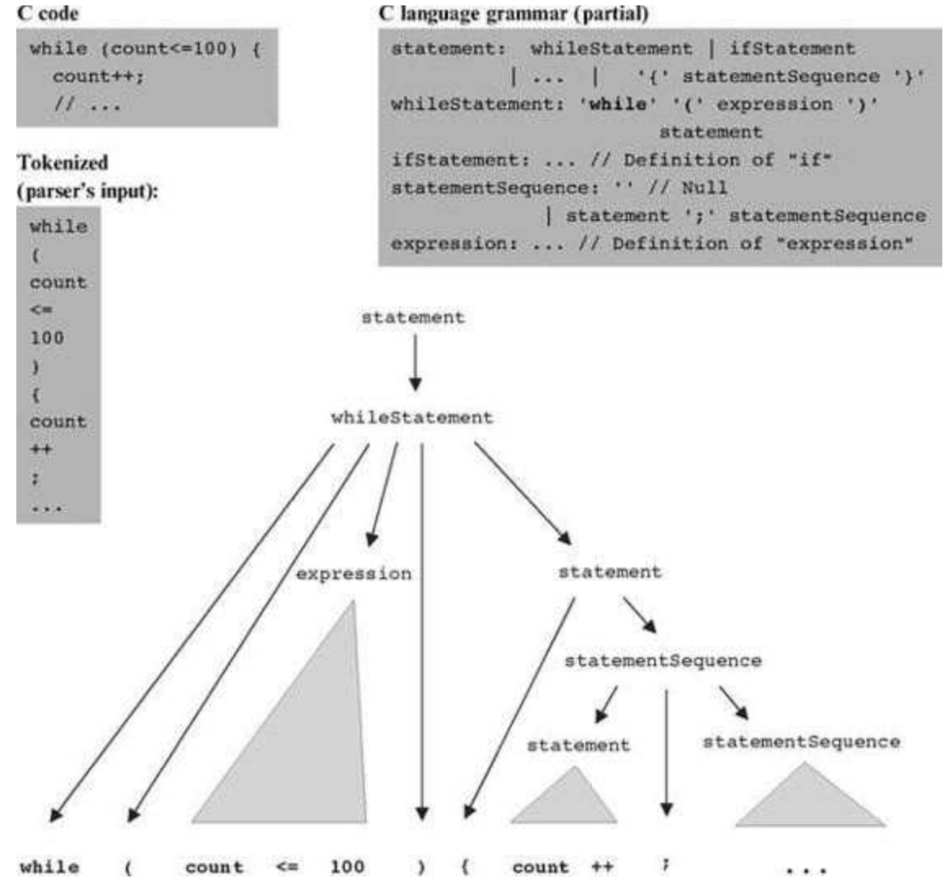 C code
while (count<=100) {
count++;
// ...
Tokenized
(parser's input):
while
(
count
<=
100
)
{
count
++
;
...
C language grammar (partial)
statement: whileStatement | ifStatement
| ... | '{' statementSequence '}'
whileStatement: 'while' '(' expression ')'
statement
ifStatement: ... // Definition of "if"
statementSequence: '' // Null
| statement ';' statementSequence
expression: ... // Definition of "expression"
statement
whileStatement
expression statement
statementSequence
statement statementSequence
while ( count <= 100 ) { count ++ ; ...